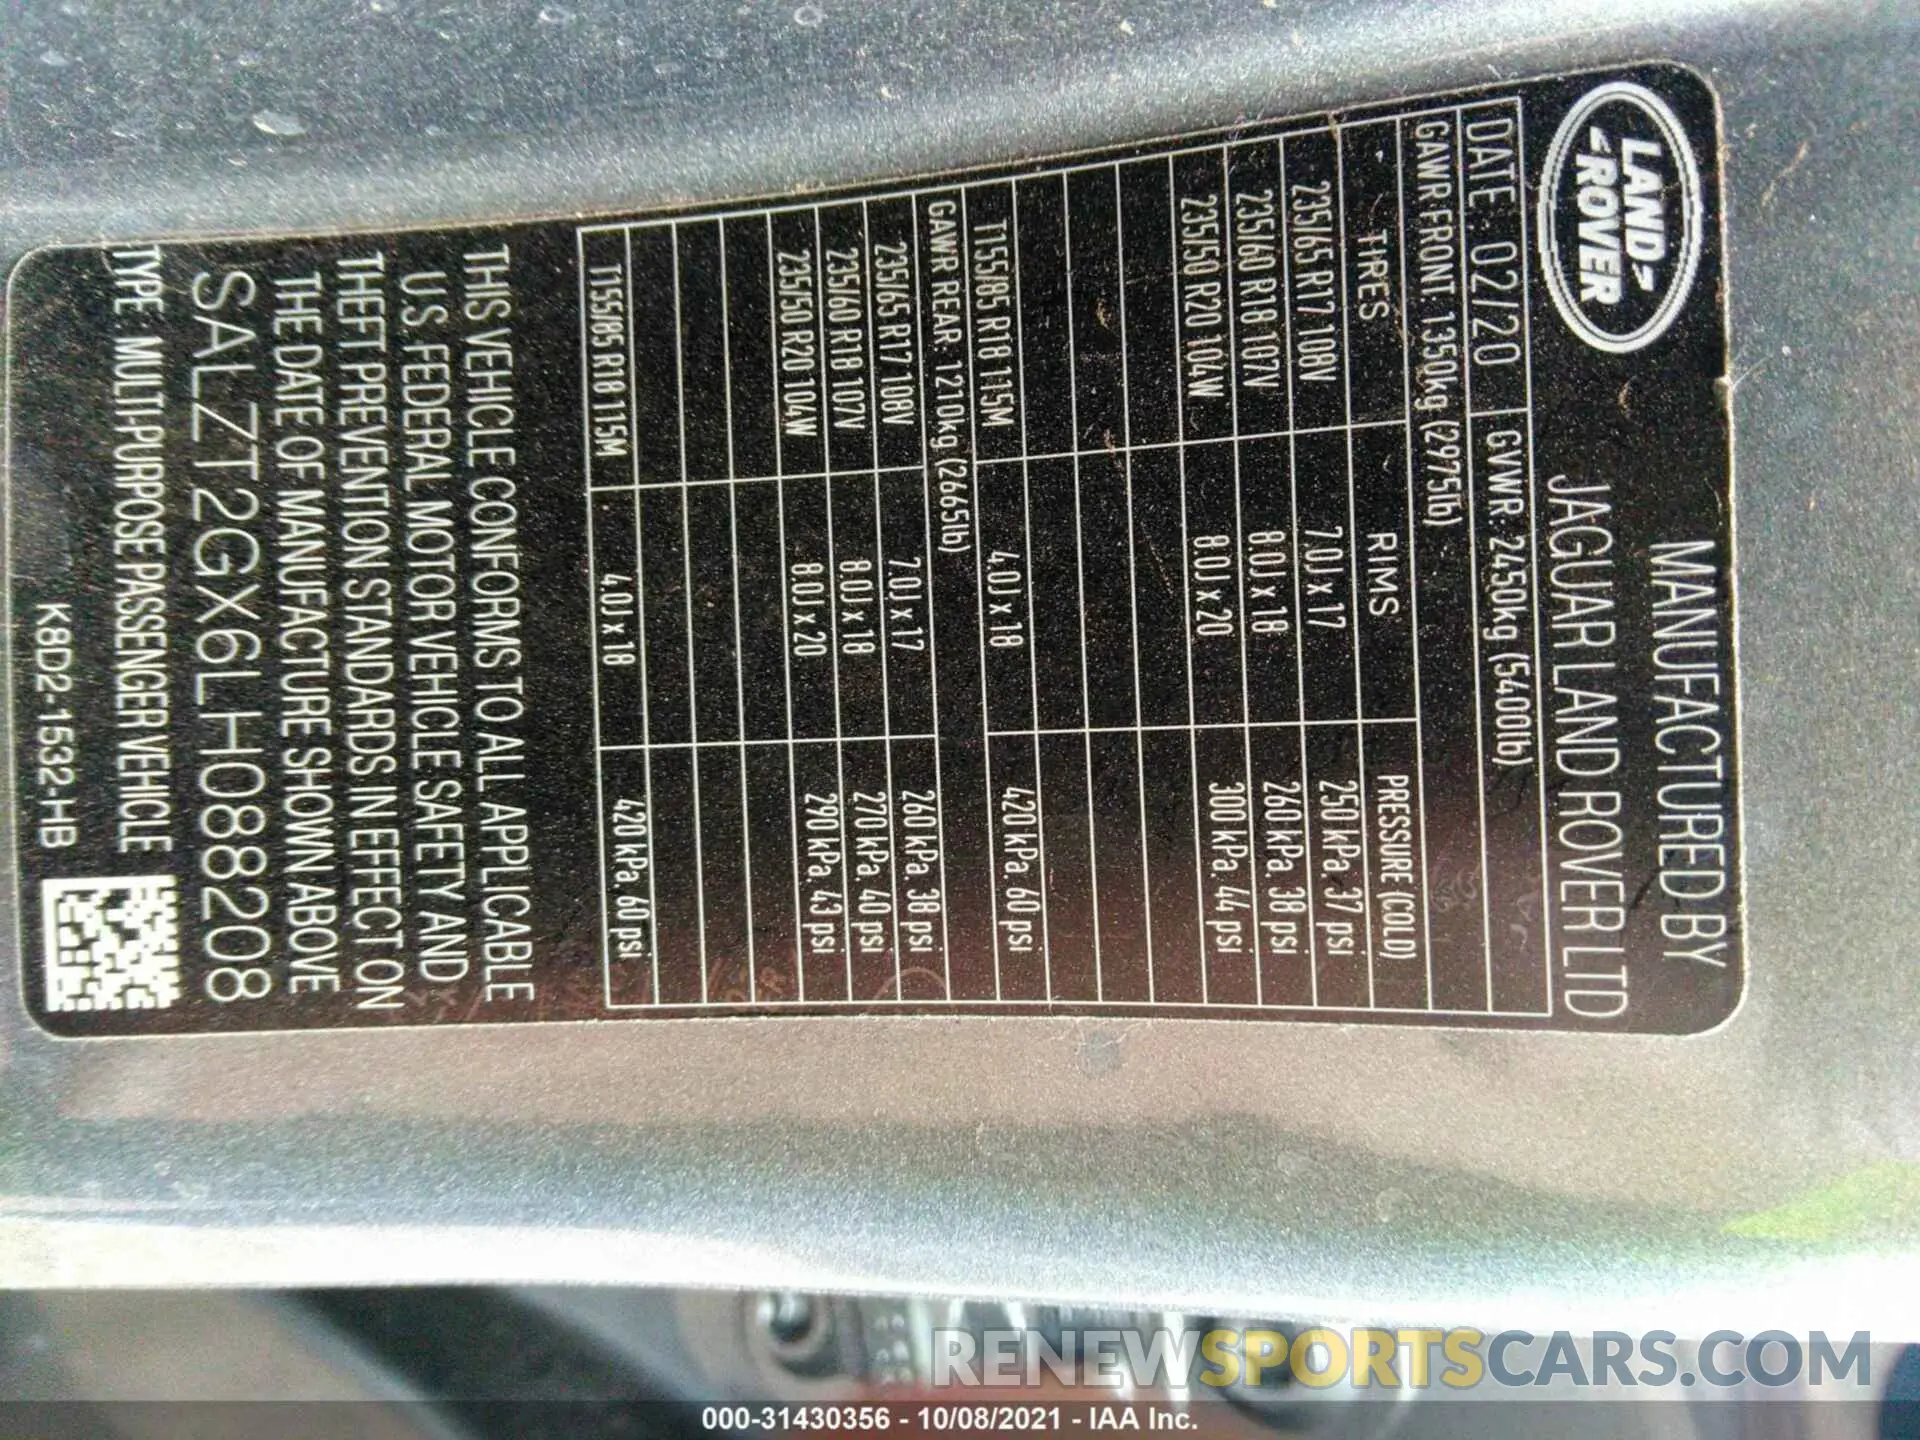 LAND
ROVER
MANUFACTURED BY
JAGUAR LAND ROVER LTD
DATE: 02/20 GVWR: 2450kg (5400lb)
GAWR FRONT: 1350kg (2975lb)
TIRES RIMS PRESSURE (COLD)
235/65 R17 108V 7.0J x 17 250 kPa. 37 psi
235/60 R18 107V 8.0J x 18 260 kPa. 38 psi
235/50 R20 104W 8.0J x 20 300 kPa. 44 psi
T155/85 R18 115M 4.0J x 18 420 kPa. 60 psi
GAWR REAR: 1210kg (2665lb)
235/65 R17 108V 7.0J x 17 260 kPa. 38 psi
235/60 R18 107V 8.0J x 18 270 kPa. 40 psi
235/50 R20 104W 8.0J x 20 290 kPa. 43 psi
T155/85 R18 115M 4.0J x 18 420 kPa. 60 psi
THIS VEHICLE CONFORMS TO ALL APPLICABLE
U.S. FEDERAL MOTOR VEHICLE SAFETY AND
THEFT PREVENTION STANDARDS IN EFFECT ON
THE DATE OF MANUFACTURE SHOWN ABOVE
SALZT2GX6LH088208
TYPE: MULTI-PURPOSE PASSENGER VEHICLE
K8D2-1532-HB
RENEWSPORTSCARS.COM
000-31430356 - 10/08/2021 - IAA Inc.